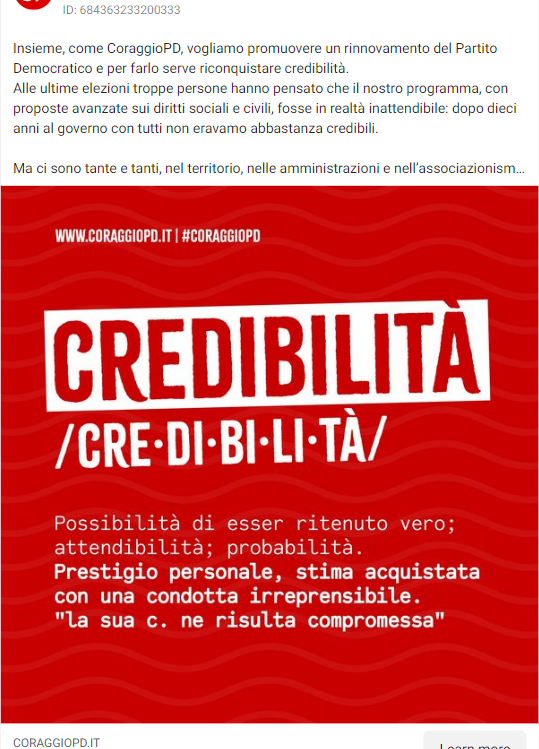 ID: 684363233200333
Insieme, come CoraggioPD, vogliamo promuovere un rinnovamento del Partito
Democratico e per farlo serve riconquistare credibilità.
Alle ultime elezioni troppe persone hanno pensato che il nostro programma, con
proposte avanzate sui diritti sociali e civili, fosse in realtà inattendibile: dopo dieci
anni al governo con tutti non eravamo abbastanza credibili.
Ma ci sono tante e tanti, nel territorio, nelle amministrazioni e nell'associazionism...
WWW.CORAGGIOPD.IT | #CORAGGIOPD
CREDIBILITÀ
/CRE·DI·BI·LI·TÀ/
Possibilità di esser ritenuto vero;
attendibilità; probabilità.
Prestigio personale, stima acquistata
con una condotta irreprensibile.
"la sua c. ne risulta compromessa"
CORAGGIOPD.IT
Learn more